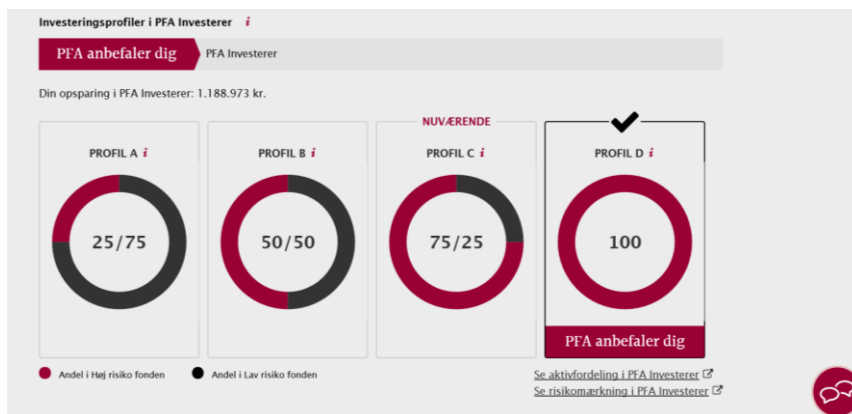 Investeringsprofiler i PFA Investerer i
PFA anbefaler dig PFA Investerer
Din opsparing i PFA Investerer: 1.188.973 kr.
NUVÆRENDE
PROFIL A i PROFIL B i PROFIL C i PROFIL D i
25/75 50/50 75/25 100
PFA anbefaler dig
Andel i Høj risiko fonden Andel i Lav risiko fonden
Se aktivfordeling i PFA Investerer
Se risikomærkning i PFA Investerer